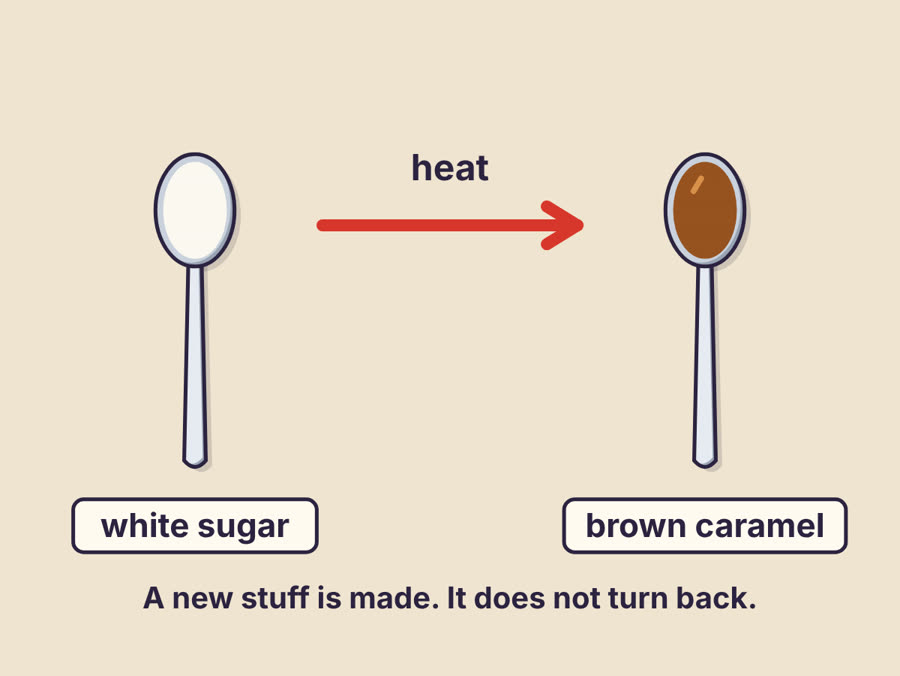 heat
white sugar
brown caramel
A new stuff is made. It does not turn back.